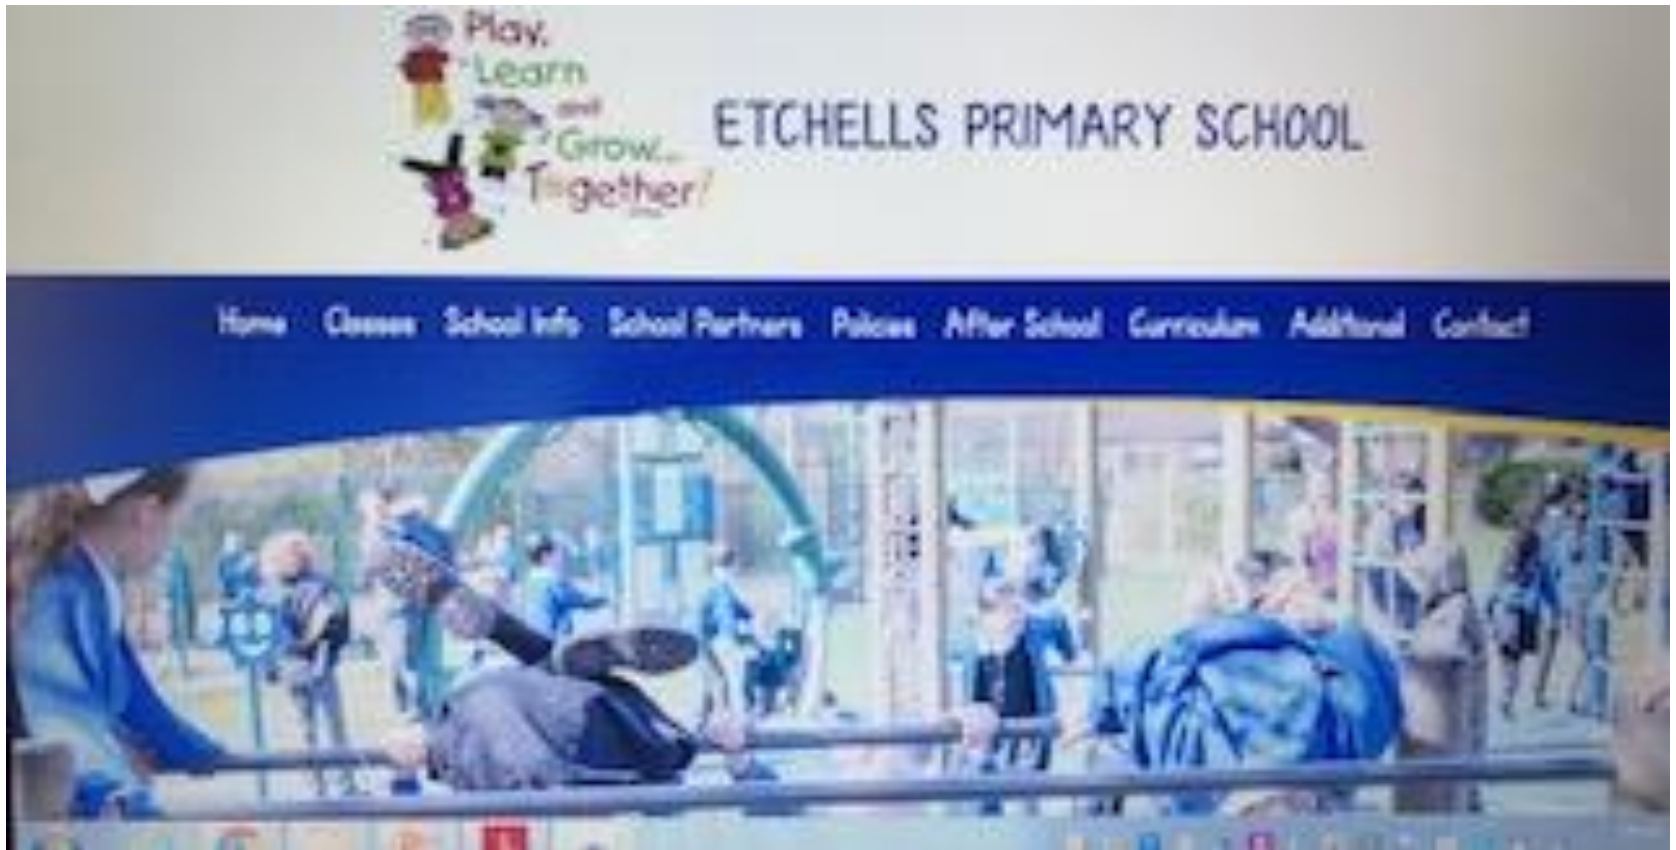 Play,
Learn
and
Grow...
Together!
ETCHELLS PRIMARY SCHOOL
Home Classes School Info School Partners Policies After School Curriculum Additional Contact